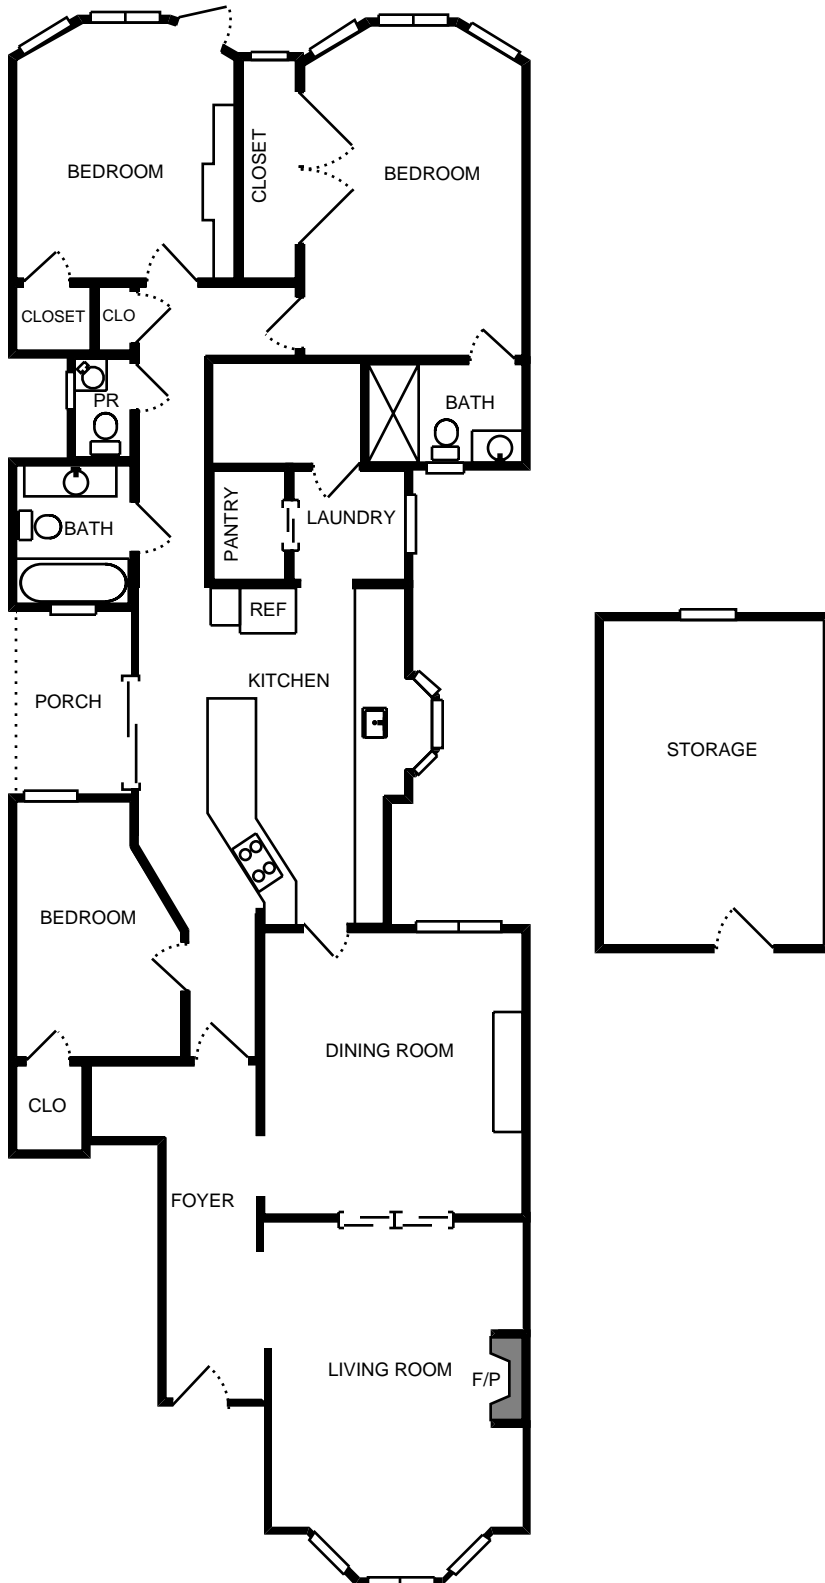 BEDROOM
CLOSET
BEDROOM
CLOSET
CLO
PR
BATH
PANTRY
LAUNDRY
BATH
REF
KITCHEN
PORCH
STORAGE
BEDROOM
DINING ROOM
CLO
FOYER
LIVING ROOM
F/P